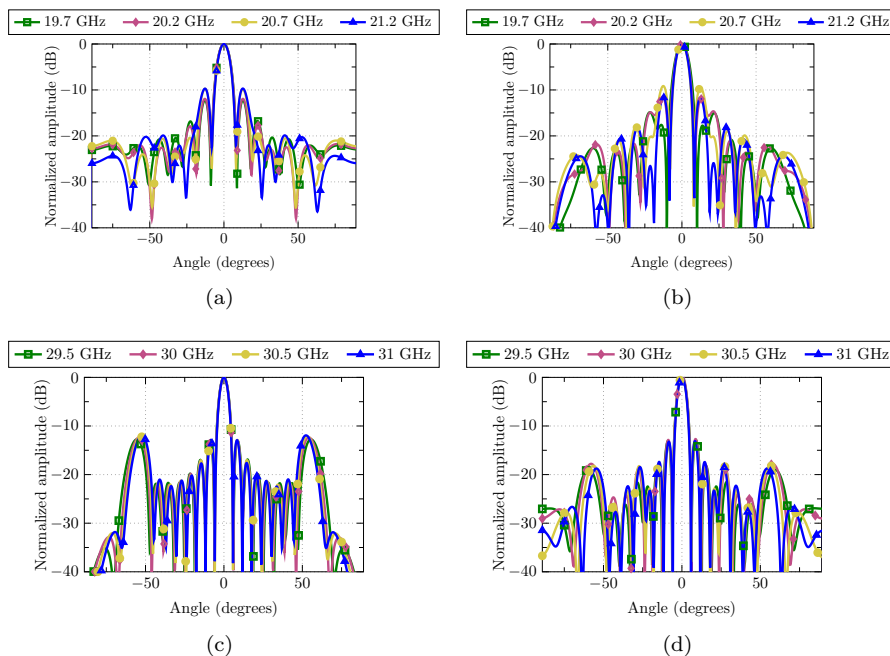 19.7 GHz 20.2 GHz 20.7 GHz 21.2 GHz
Normalized amplitude (dB)
0
−10
−20
−30
−40
−50 0 50
Angle (degrees)
(a)
19.7 GHz 20.2 GHz 20.7 GHz 21.2 GHz
Normalized amplitude (dB)
0
−10
−20
−30
−40
−50 0 50
Angle (degrees)
(b)
29.5 GHz 30 GHz 30.5 GHz 31 GHz
Normalized amplitude (dB)
0
−10
−20
−30
−40
−50 0 50
Angle (degrees)
(c)
29.5 GHz 30 GHz 30.5 GHz 31 GHz
Normalized amplitude (dB)
0
−10
−20
−30
−40
−50 0 50
Angle (degrees)
(d)